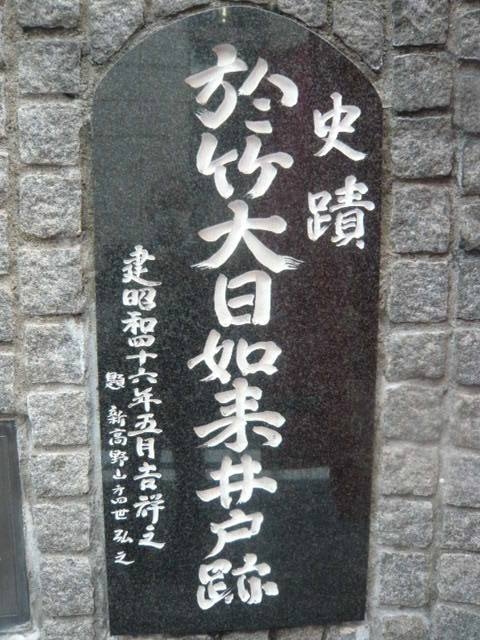 史蹟
於竹大日如来井戸跡
建昭和四十六年五月吉祥之
顕 新高野山 世 弘之